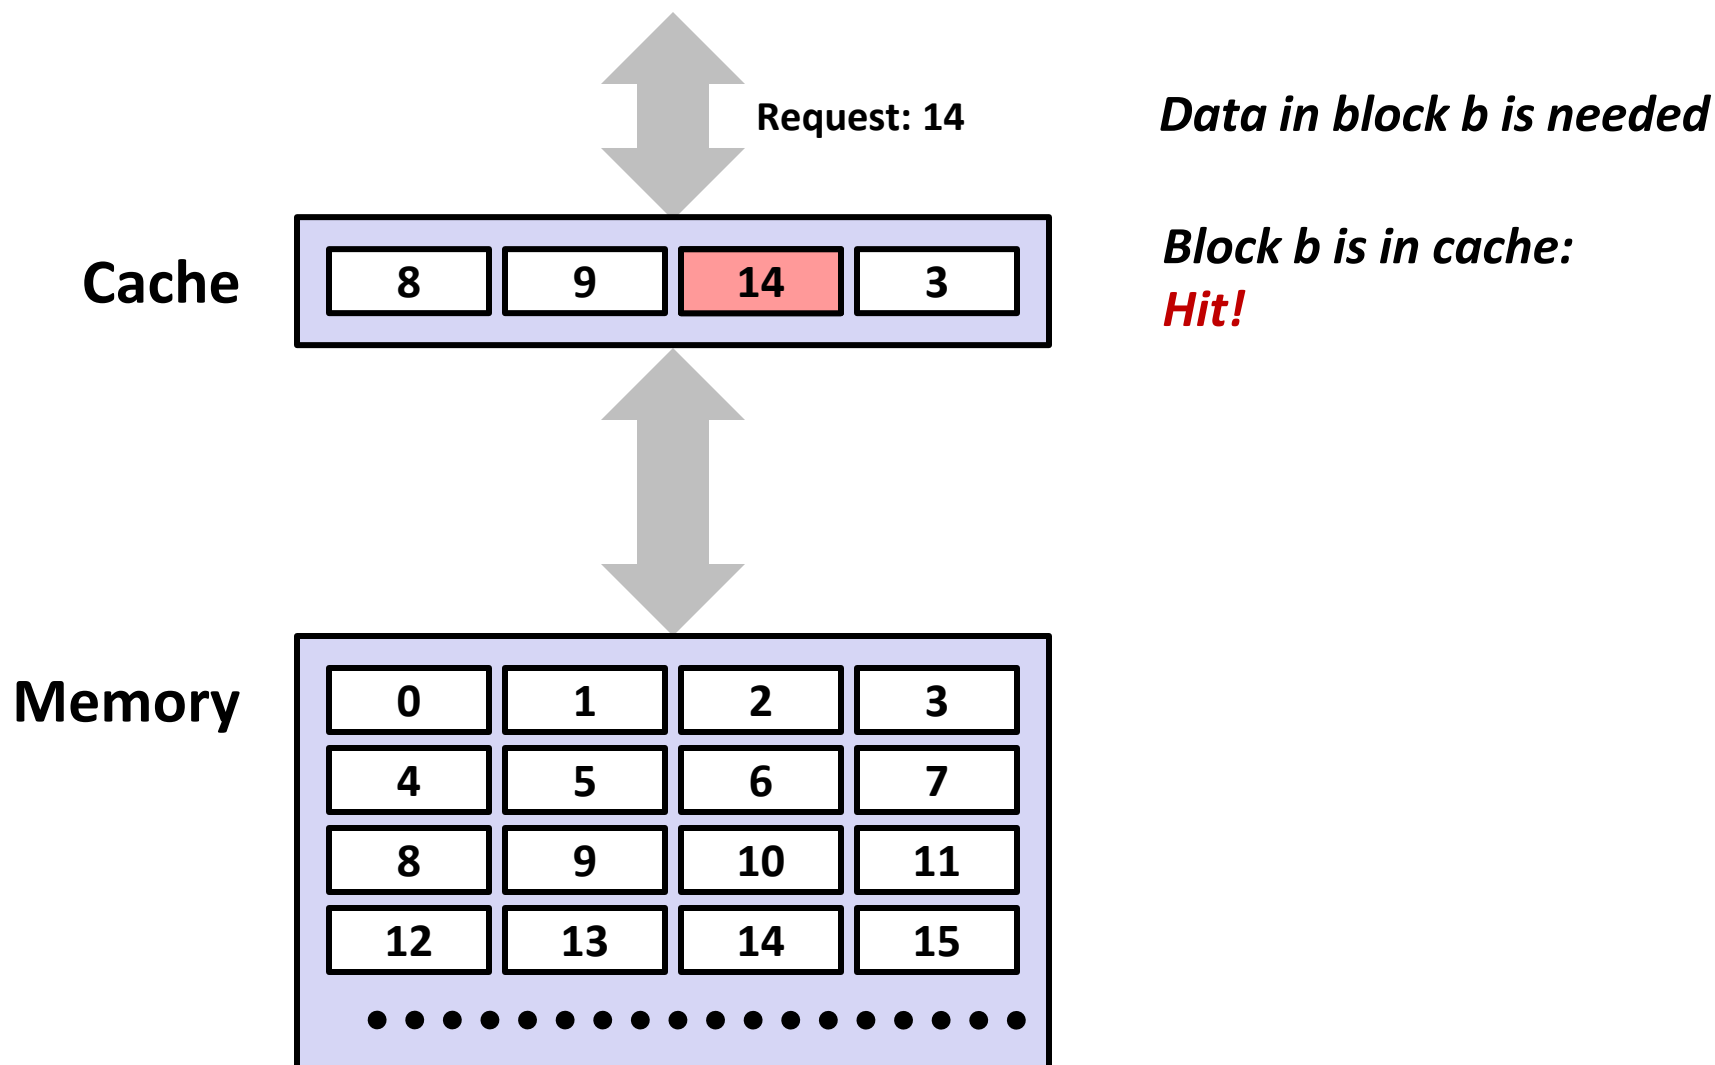 Request: 14
Data in block b is needed
Cache
8 9 14 3
Block b is in cache:
Hit!
Memory
0 1 2 3
4 5 6 7
8 9 10 11
12 13 14 15